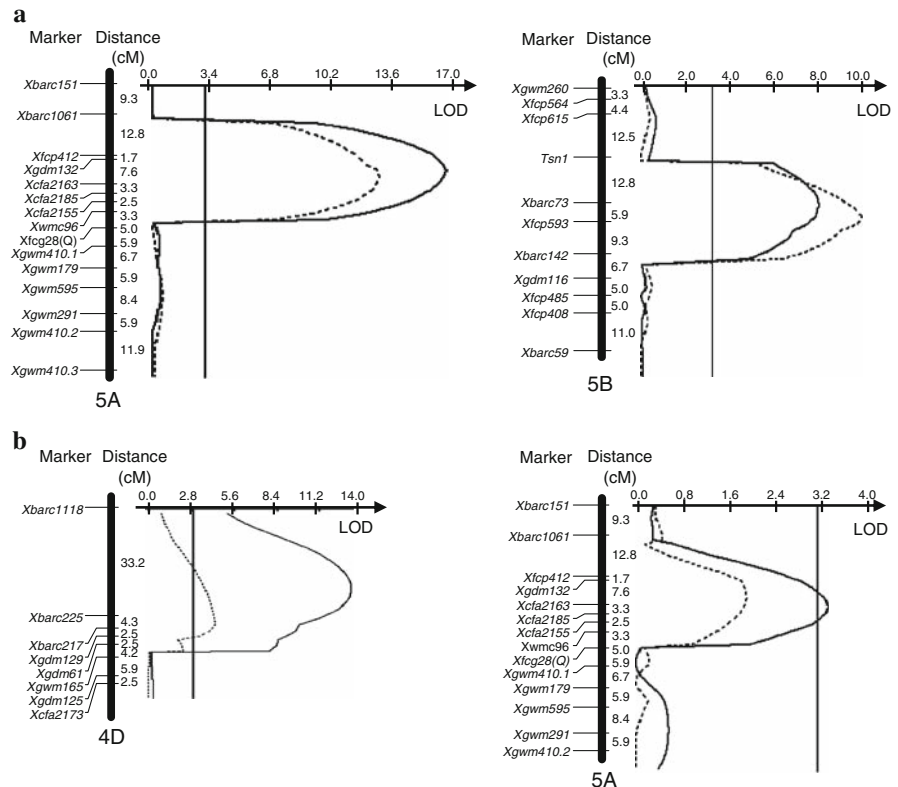 a
Marker Distance
(cM)
0.0 3.4 6.8 10.2 13.6 17.0
LOD
Xbarc151
9.3
Xbarc1061
12.8
Xfcp412
1.7
Xgdm132
7.6
Xcfa2163
3.3
Xcfa2185
2.5
Xcfa2155
3.3
Xwmc96
5.0
Xfcg28(Q)
5.9
Xgwm410.1
6.7
Xgwm179
5.9
Xgwm595
8.4
Xgwm291
5.9
Xgwm410.2
11.9
Xgwm410.3
5A
Marker Distance
(cM)
0.0 2.0 4.0 6.0 8.0 10.0
LOD
Xgwm260
3.3
Xfcp564
4.4
Xfcp615
12.5
Tsn1
12.8
Xbarc73
5.9
Xfcp593
9.3
Xbarc142
6.7
Xgdm116
5.0
Xfcp485
5.0
Xfcp408
11.0
Xbarc59
5B
b
Marker Distance
(cM)
0.0 2.8 5.6 8.4 11.2 14.0
LOD
Xbarc1118
33.2
Xbarc225
4.3
Xbarc217
2.5
Xgdm129
2.5
Xgdm61
4.2
Xgwm165
5.9
Xgdm125
2.5
Xcfa2173
4D
Marker Distance
(cM)
0.0 0.8 1.6 2.4 3.2 4.0
LOD
Xbarc151
9.3
Xbarc1061
12.8
Xfcp412
1.7
Xgdm132
7.6
Xcfa2163
3.3
Xcfa2185
2.5
Xcfa2155
3.3
Xwmc96
5.0
Xfcg28(Q)
5.9
Xgwm410.1
6.7
Xgwm179
5.9
Xgwm595
8.4
Xgwm291
5.9
Xgwm410.2
5A